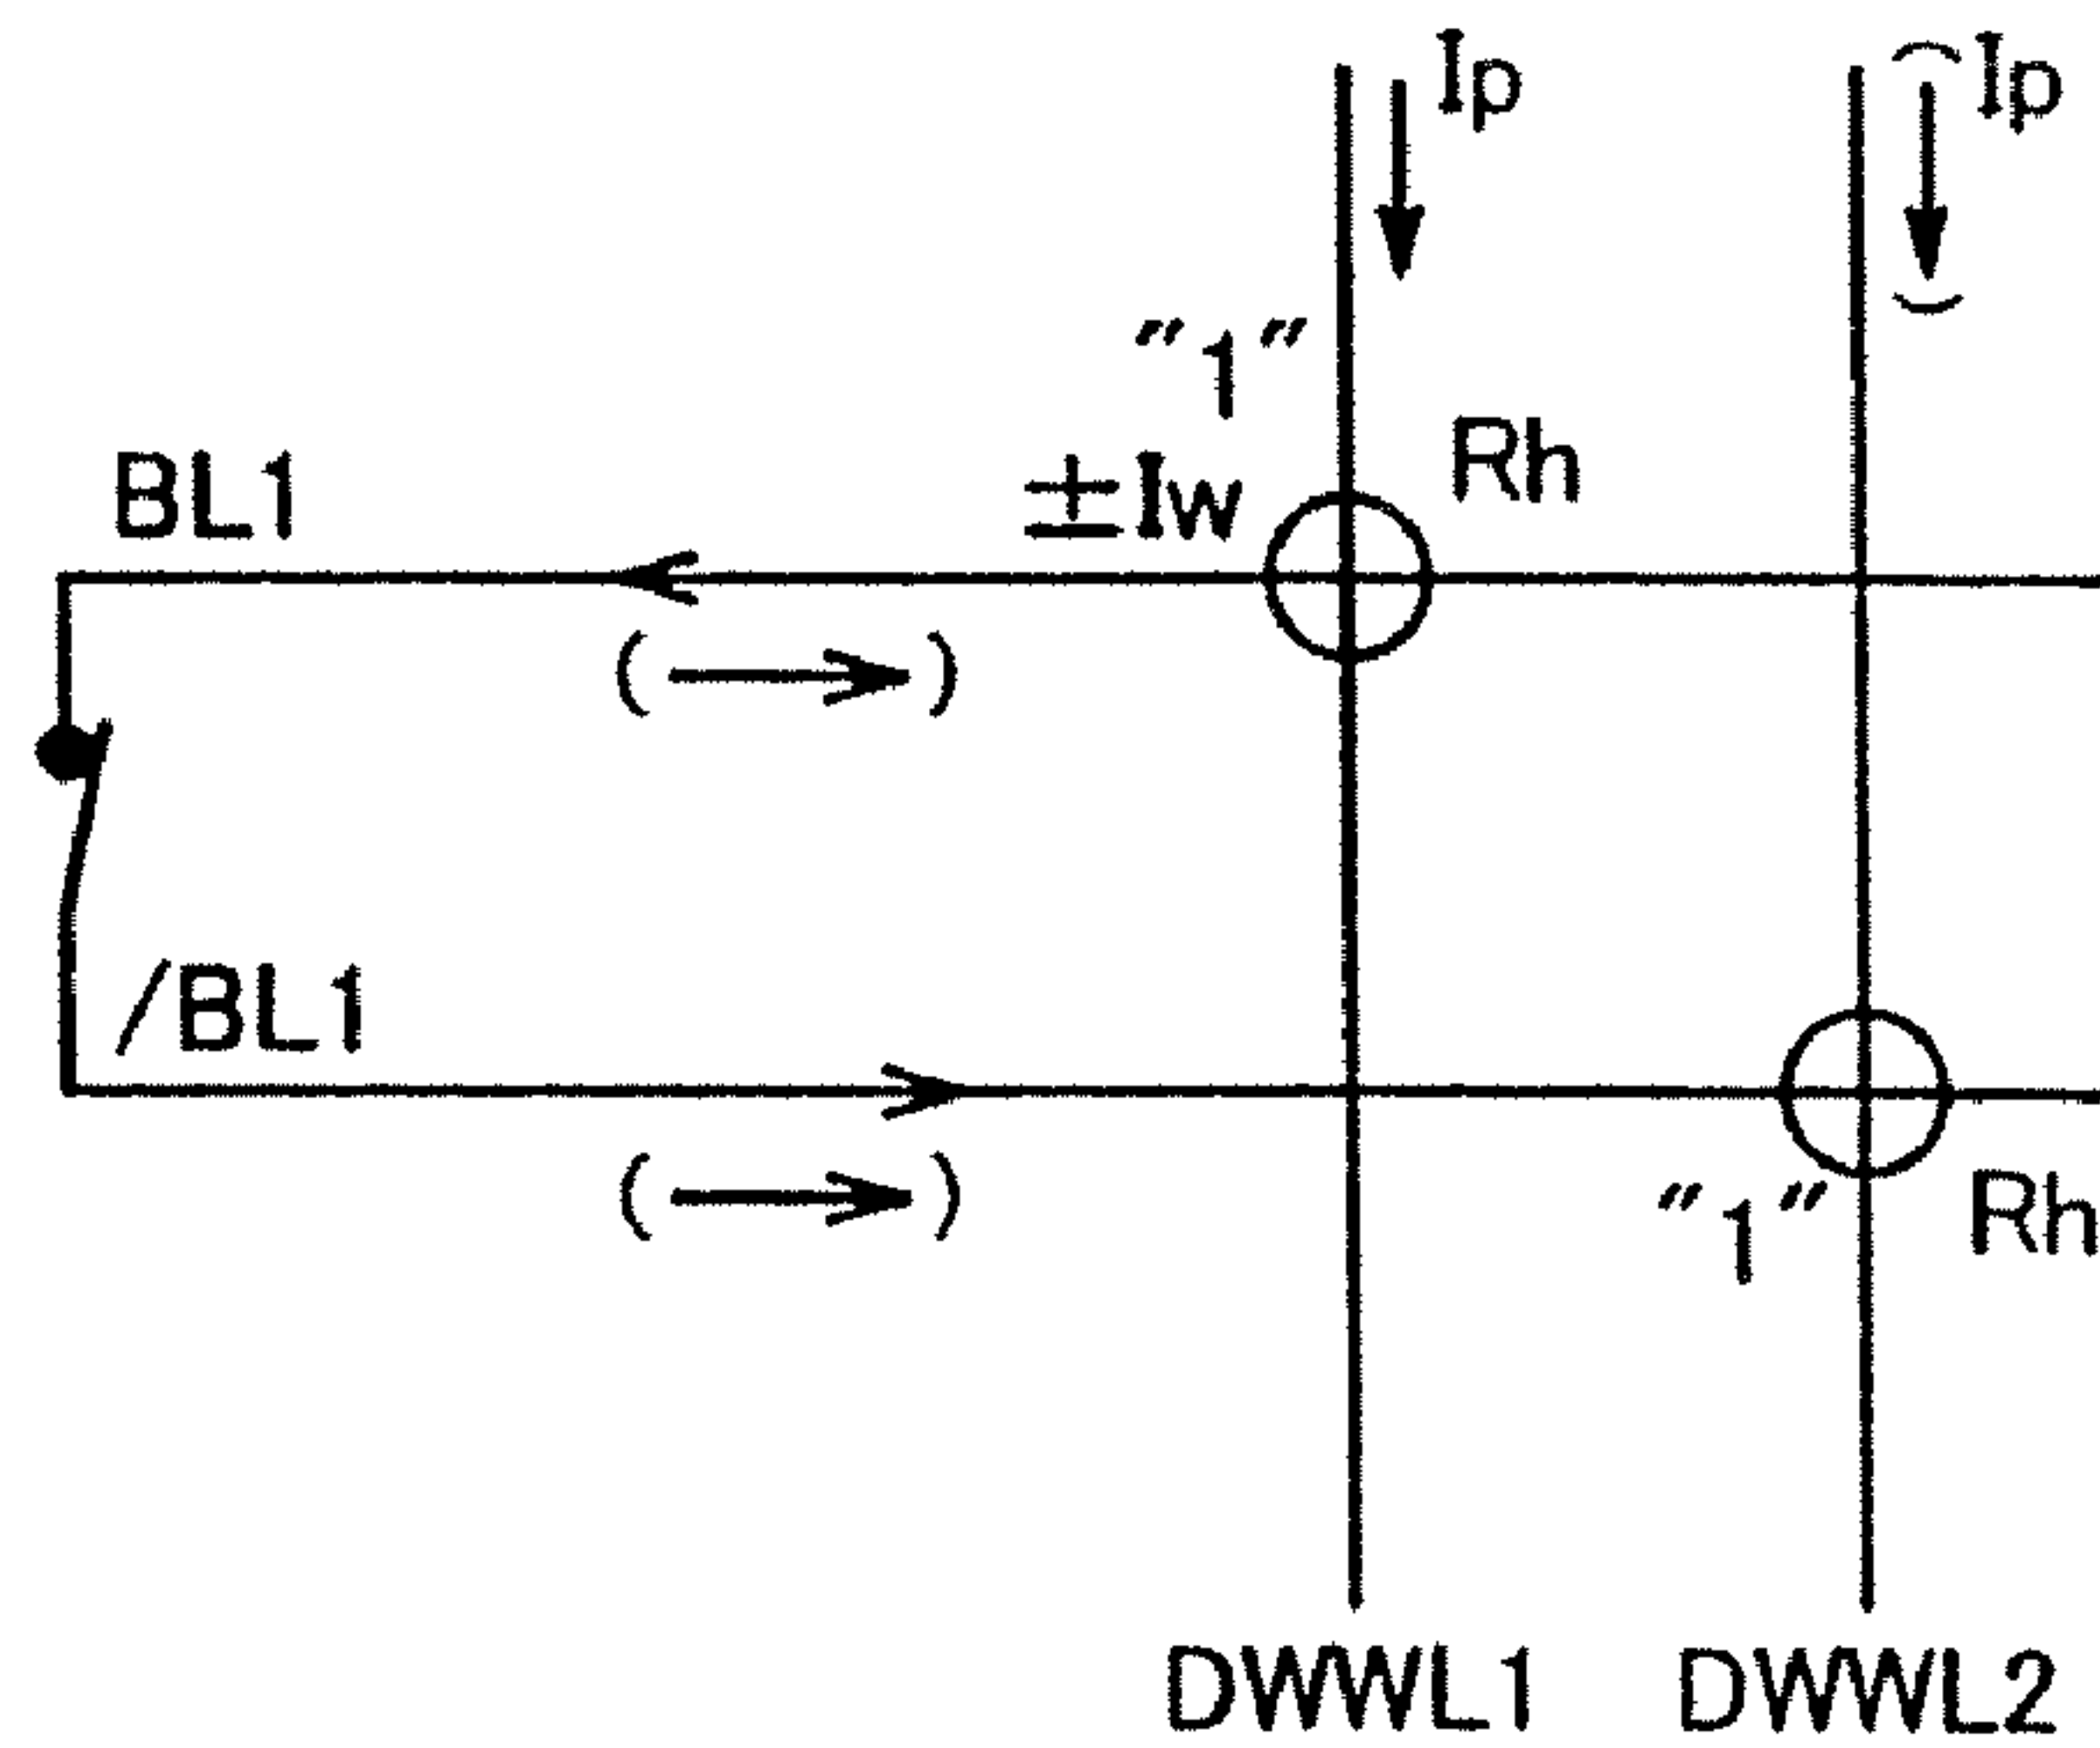 Ip
( Ip )
"1"
Rh
BL1
±Iw
( )
/BL1
( )
"1"
Rh
DWWL1
DWWL2